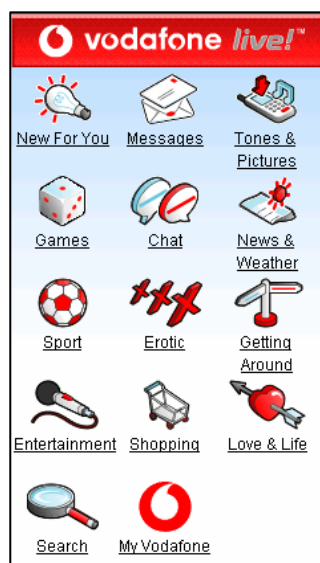 vodafone live!™
New For You Messages Tones &
Pictures
Games Chat News &
Weather
Sport Erotic Getting
Around
Entertainment Shopping Love & Life
Search My Vodafone